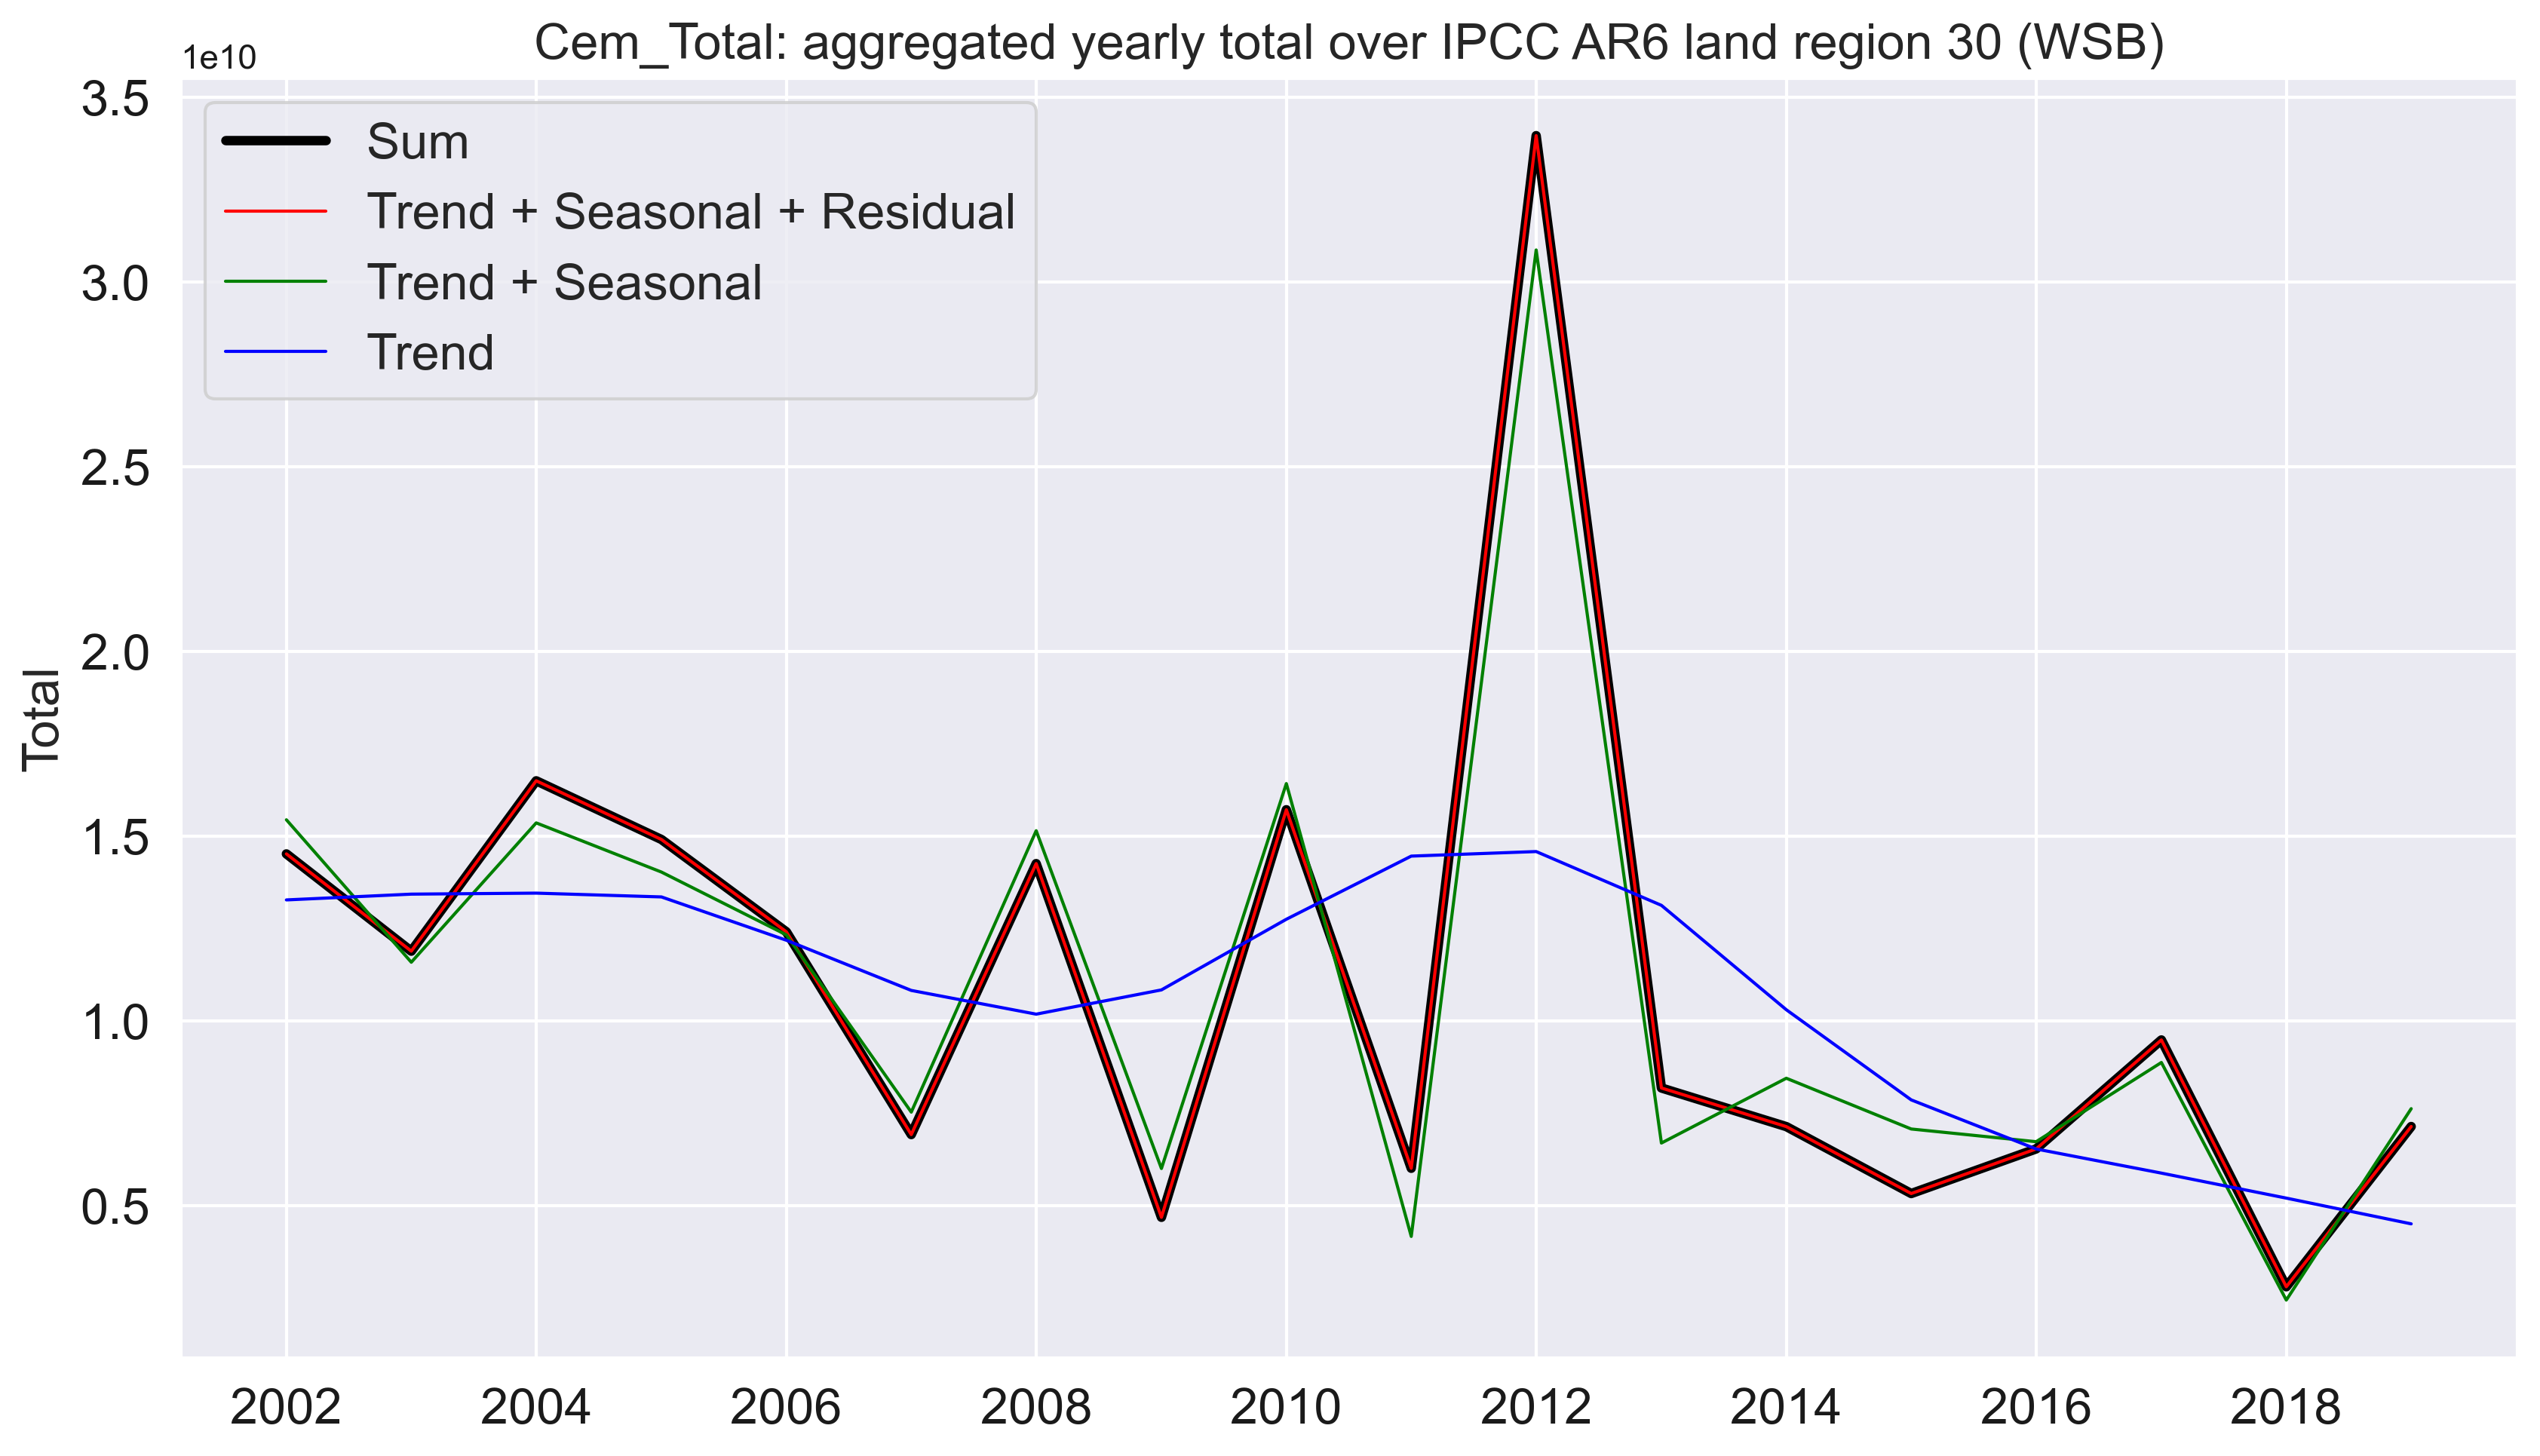 Cem_Total: aggregated yearly total over IPCC AR6 land region 30 (WSB)
1e10
3.5
3.0
2.5
2.0
1.5
1.0
0.5
Total
Sum
Trend + Seasonal + Residual
Trend + Seasonal
Trend
2002 2004 2006 2008 2010 2012 2014 2016 2018